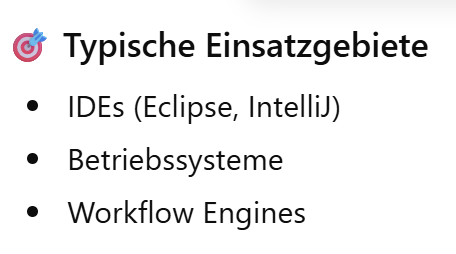 🎯 Typische Einsatzgebiete
• IDEs (Eclipse, IntelliJ)
• Betriebssysteme
• Workflow Engines